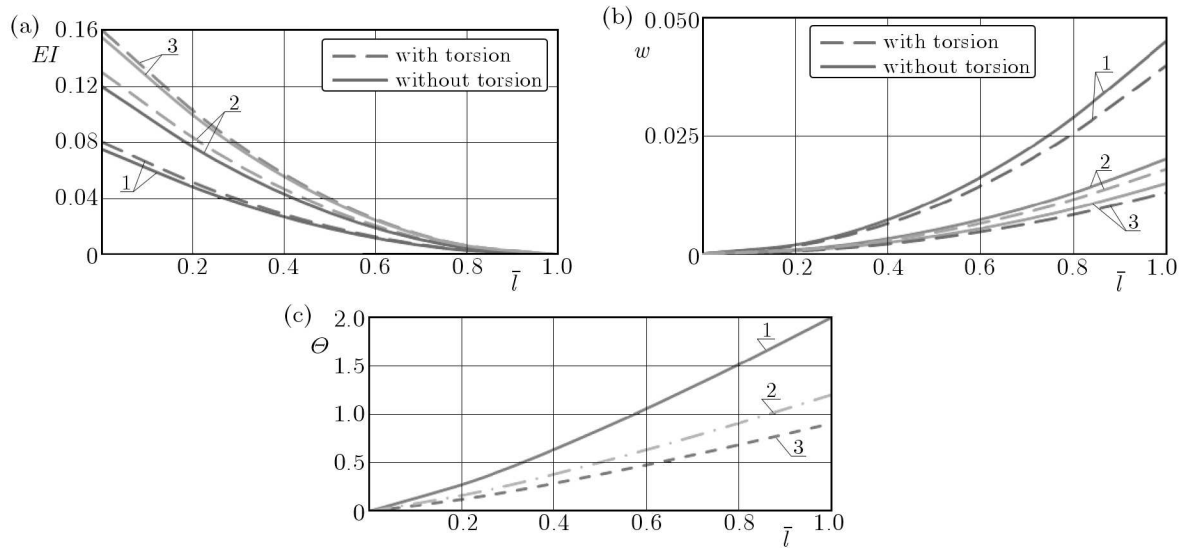 (a)
EI
0.16
0.12
0.08
0.04
0
3
2
1
with torsion
without torsion
0.2 0.4 0.6 0.8 1.0
l̄
(b)
w
0.050
0.025
0
with torsion
without torsion
1
2
3
0.2 0.4 0.6 0.8 1.0
l̄
(c)
Θ
2.0
1.5
1.0
0.5
0
1
2
3
0.2 0.4 0.6 0.8 1.0
l̄